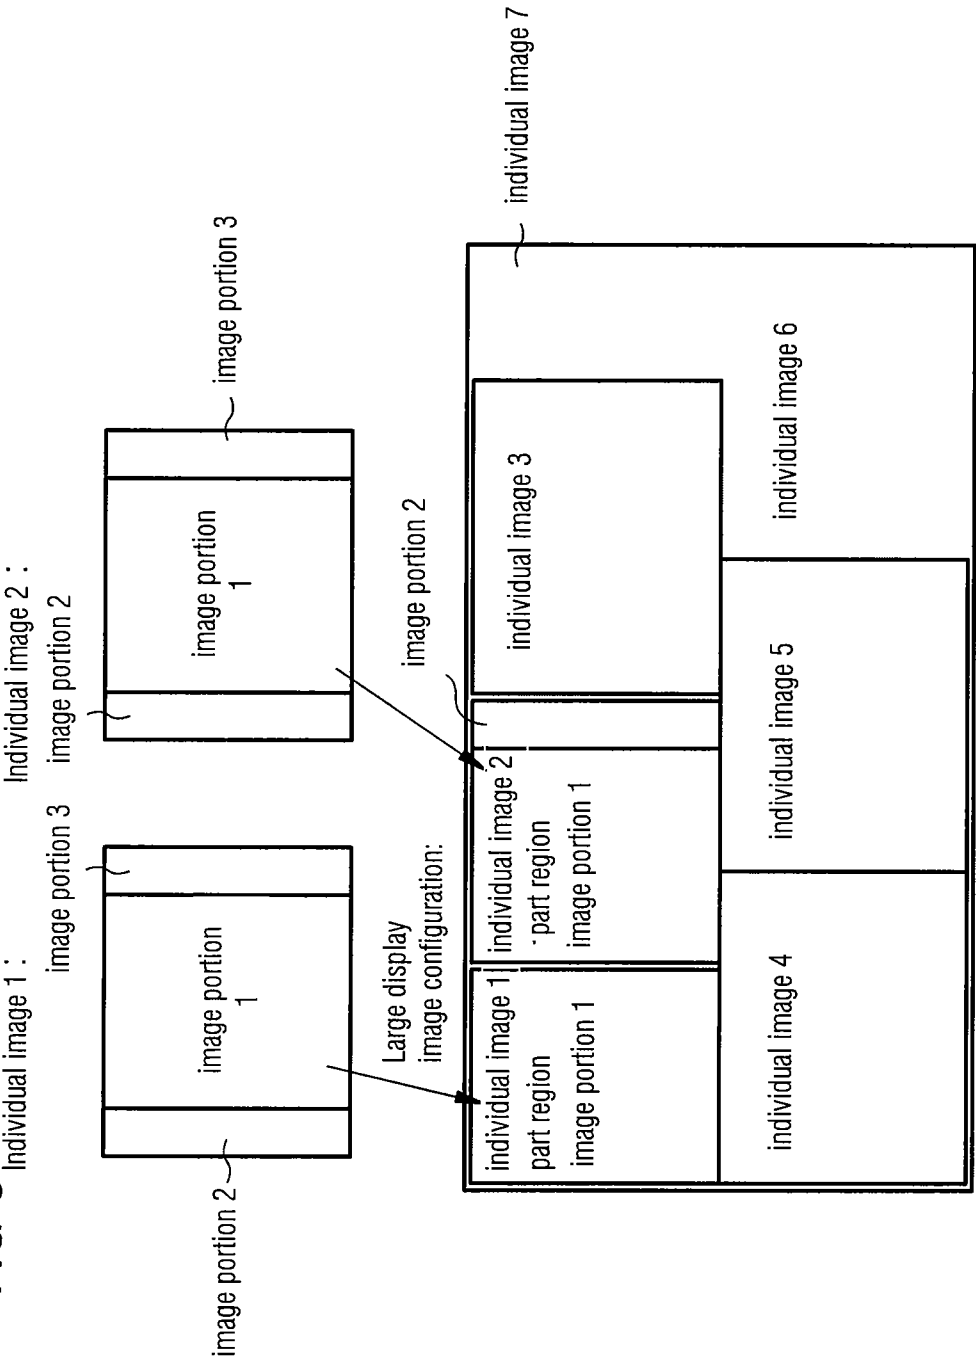 Individual image 1 :
Individual image 2 :
image portion 3
image portion 2
image portion
1
image portion
1
image portion 2
image portion 3
Large display
image configuration:
image portion 2
individual image 7
individual image 1
part region
image portion 1
individual image 2
part region
image portion 1
individual image 3
individual image 4
individual image 5
individual image 6